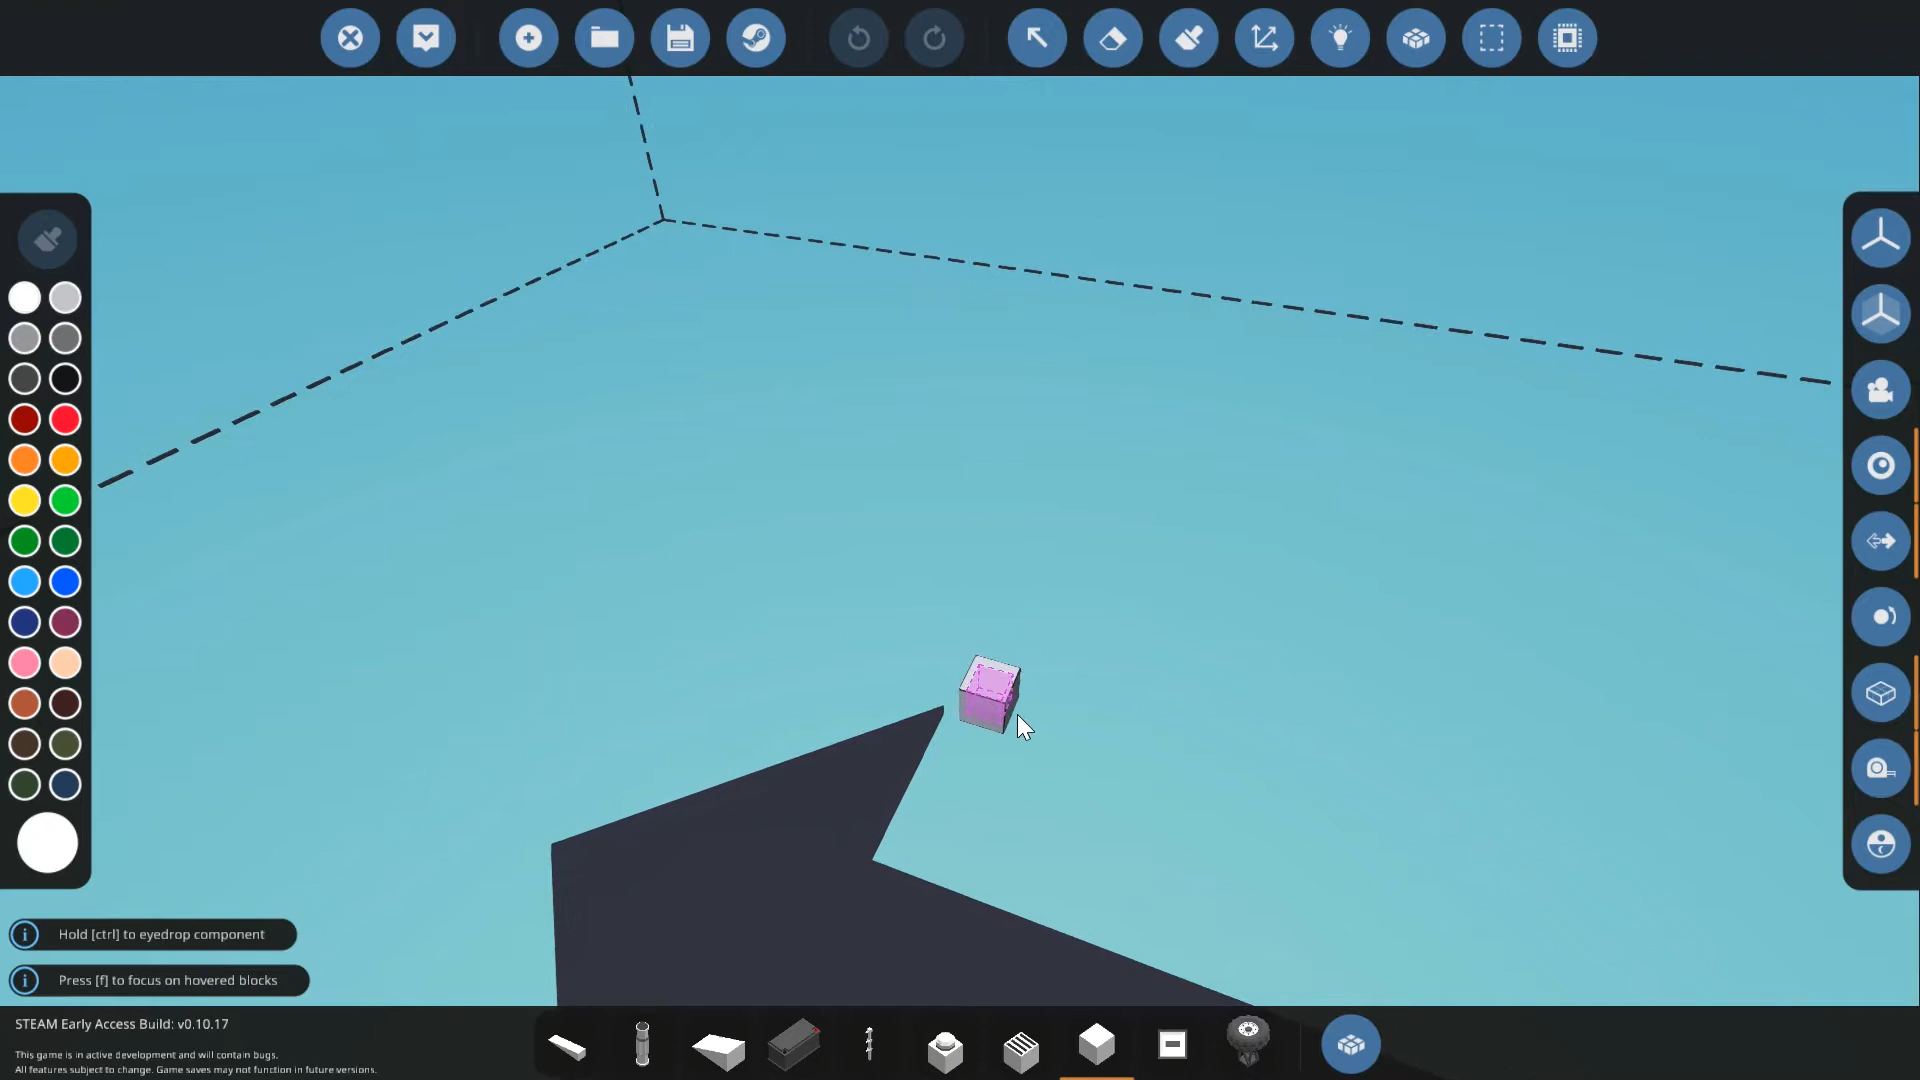 Hold [ctrl] to eyedrop component
Press [f] to focus on hovered blocks
STEAM Early Access Build: v0.10.17
This game is in active development and will contain bugs.
All features subject to change. Game saves may not function in future versions.